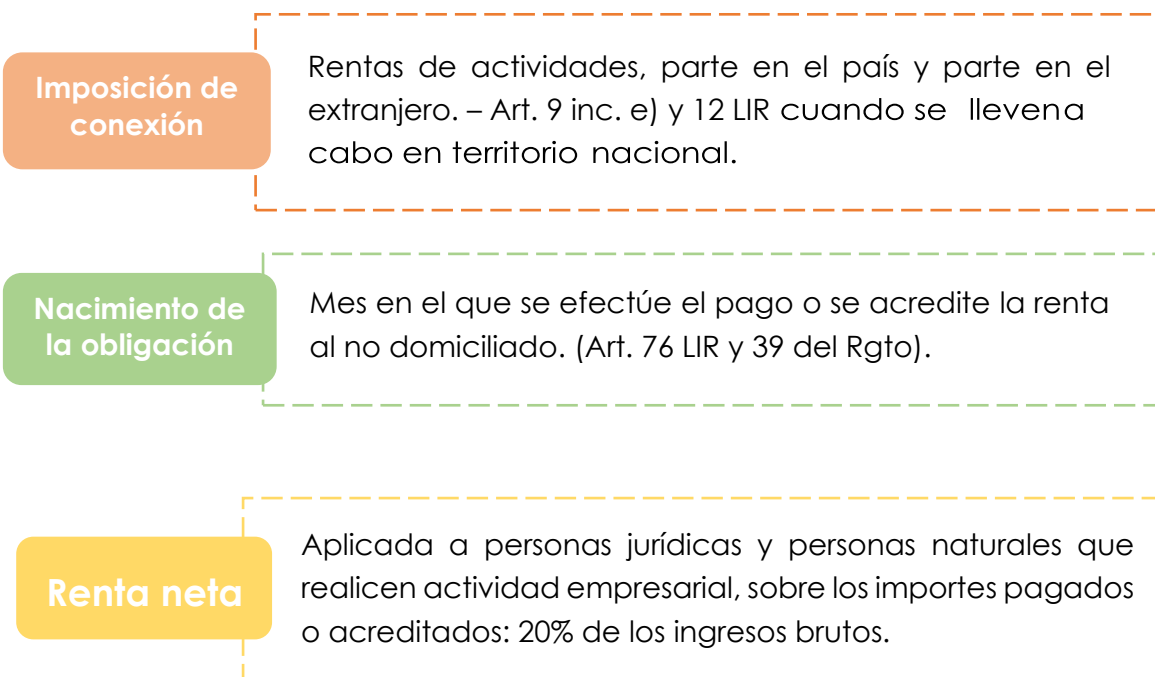 Imposición de
conexión
Rentas de actividades, parte en el país y parte en el
extranjero. – Art. 9 inc. e) y 12 LIR cuando se llevena
cabo en territorio nacional.
Nacimiento de
la obligación
Mes en el que se efectúe el pago o se acredite la renta
al no domiciliado. (Art. 76 LIR y 39 del Rgto).
Renta neta
Aplicada a personas jurídicas y personas naturales que
realicen actividad empresarial, sobre los importes pagados
o acreditados: 20% de los ingresos brutos.